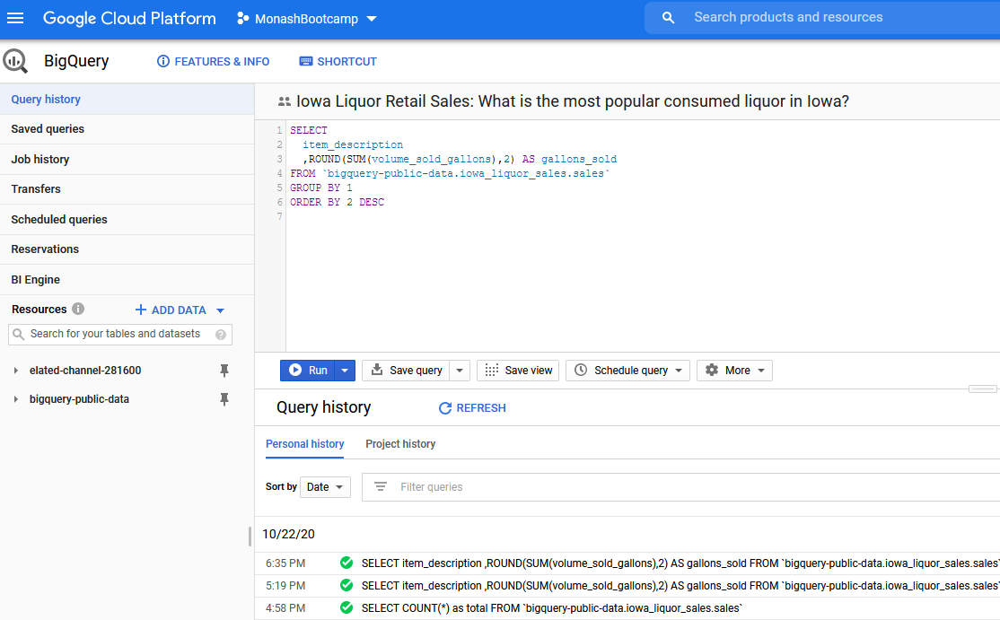 Google Cloud Platform MonashBootcamp Search products and resources
BigQuery FEATURES & INFO SHORTCUT
Query history
Saved queries
Job history
Transfers
Scheduled queries
Reservations
BI Engine
Resources ADD DATA
Search for your tables and datasets
elated-channel-281600
bigquery-public-data
Iowa Liquor Retail Sales: What is the most popular consumed liquor in Iowa?
1 SELECT
2 item_description
3 ,ROUND(SUM(volume_sold_gallons),2) AS gallons_sold
4 FROM `bigquery-public-data.iowa_liquor_sales.sales`
5 GROUP BY 1
6 ORDER BY 2 DESC
7
Run Save query Save view Schedule query More
Query history REFRESH
Personal history Project history
Sort by Date Filter queries
10/22/20
6:35 PM SELECT item_description ,ROUND(SUM(volume_sold_gallons),2) AS gallons_sold FROM `bigquery-public-data.iowa_liquor_sales.sales`
5:19 PM SELECT item_description ,ROUND(SUM(volume_sold_gallons),2) AS gallons_sold FROM `bigquery-public-data.iowa_liquor_sales.sales`
4:58 PM SELECT COUNT(*) as total FROM `bigquery-public-data.iowa_liquor_sales.sales`